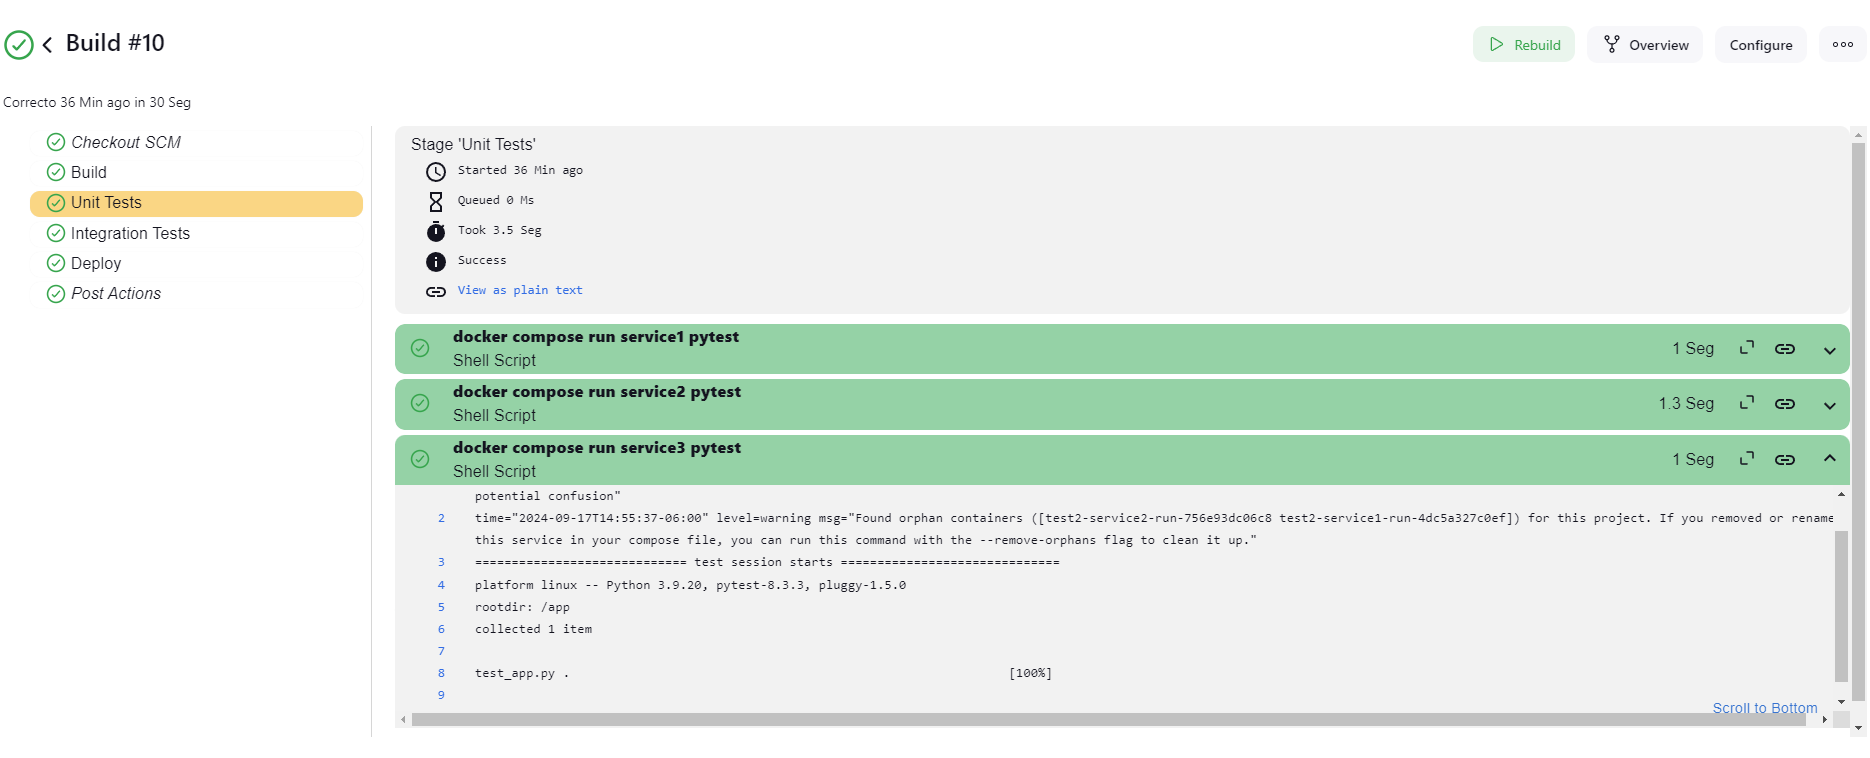 Build #10
Rebuild
Overview
Configure
Correcto 36 Min ago in 30 Seg
Checkout SCM
Build
Unit Tests
Integration Tests
Deploy
Post Actions
Stage 'Unit Tests'
Started 36 Min ago
Queued 0 Ms
Took 3.5 Seg
Success
View as plain text
docker compose run service1 pytest
Shell Script
1 Seg
docker compose run service2 pytest
Shell Script
1.3 Seg
docker compose run service3 pytest
Shell Script
1 Seg
potential confusion"
2 time="2024-09-17T14:55:37-06:00" level=warning msg="Found orphan containers ([test2-service2-run-756e93dc06c8 test2-service1-run-4dc5a327c0ef]) for this project. If you removed or rename
this service in your compose file, you can run this command with the --remove-orphans flag to clean it up."
3 ============================= test session starts ==============================
4 platform linux -- Python 3.9.20, pytest-8.3.3, pluggy-1.5.0
5 rootdir: /app
6 collected 1 item
7
8 test_app.py . [100%]
9
Scroll to Bottom